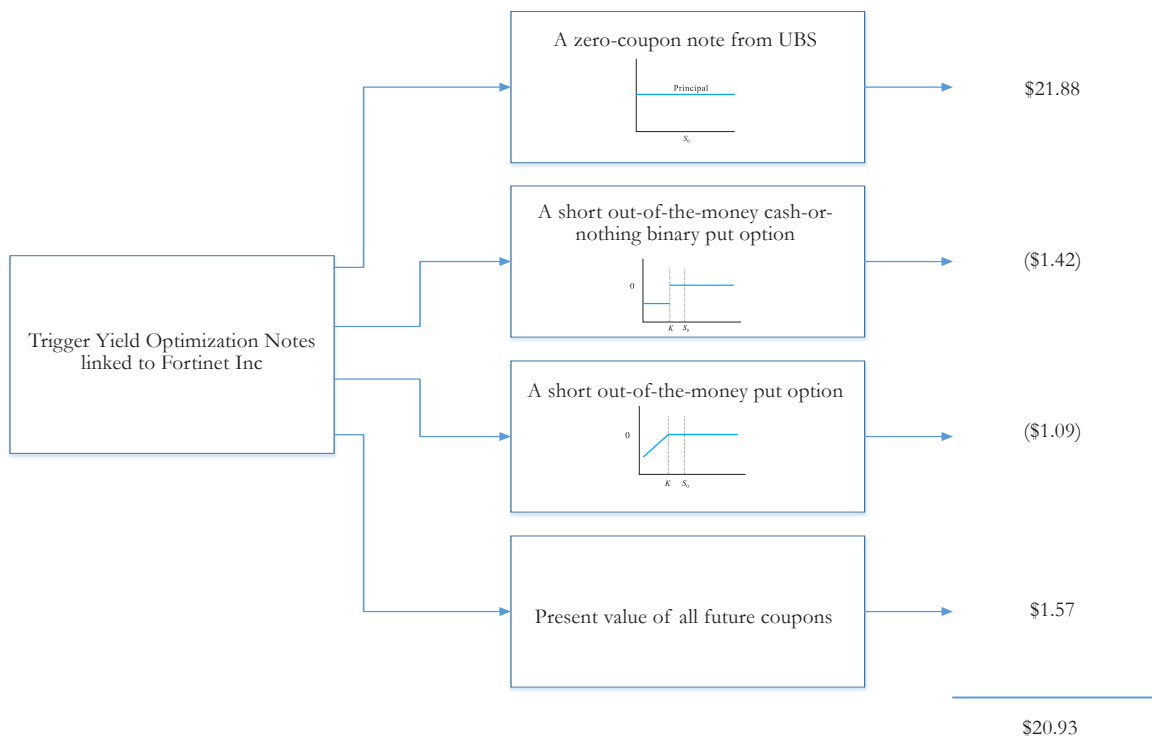 A zero-coupon note from UBS
Principal
S0
$21.88
A short out-of-the-money cash-or-
nothing binary put option
0
K
S0
($1.42)
Trigger Yield Optimization Notes
linked to Fortinet Inc
A short out-of-the-money put option
0
K
S0
($1.09)
Present value of all future coupons
$1.57
$20.93